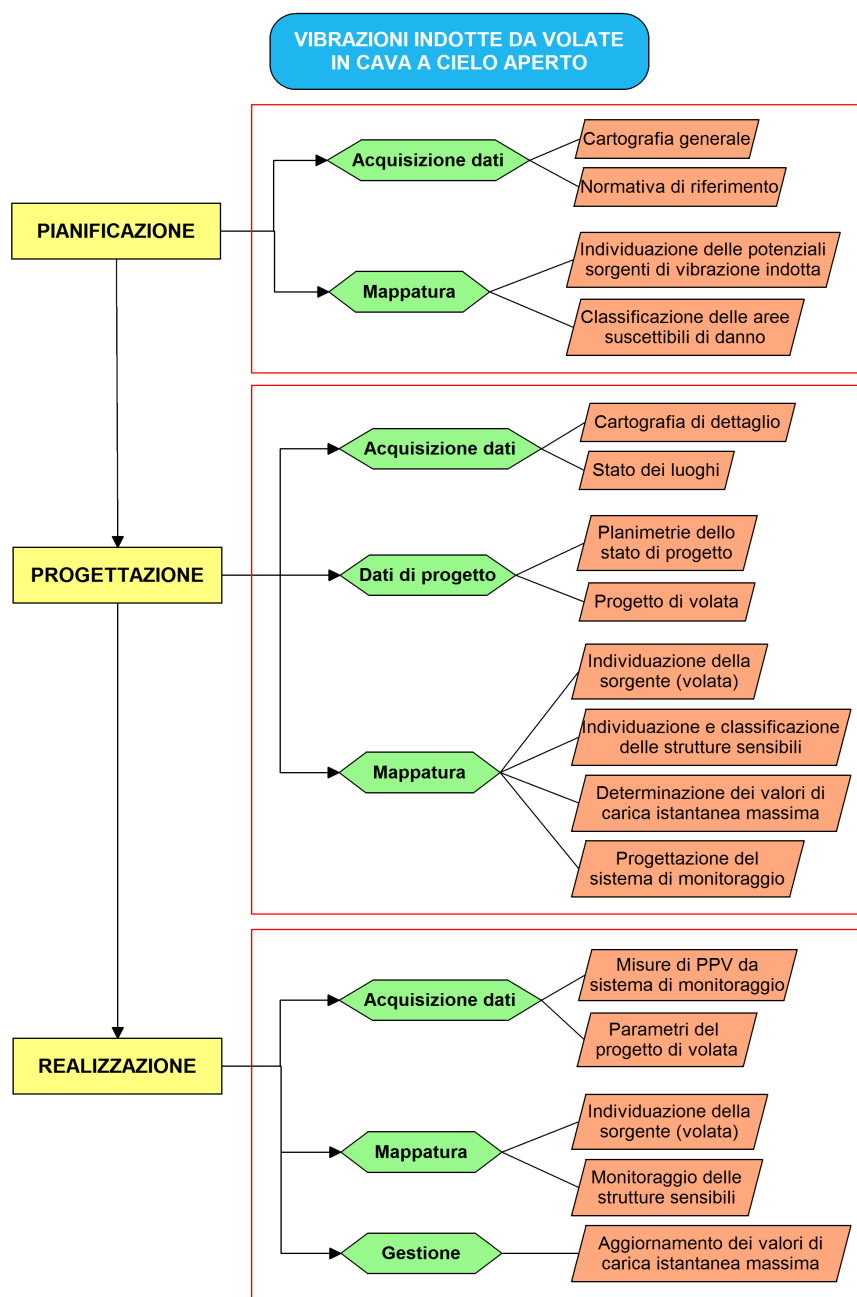 VIBRAZIONI INDOTTE DA VOLATE
IN CAVA A CIELO APERTO
PIANIFICAZIONE
Acquisizione dati
Cartografia generale
Normativa di riferimento
Mappatura
Individuazione delle potenziali
sorgenti di vibrazione indotta
Classificazione delle aree
suscettibili di danno
PROGETTAZIONE
Acquisizione dati
Cartografia di dettaglio
Stato dei luoghi
Dati di progetto
Planimetrie dello
stato di progetto
Progetto di volata
Mappatura
Individuazione della
sorgente (volata)
Individuazione e classificazione
delle strutture sensibili
Determinazione dei valori di
carica istantanea massima
Progettazione del
sistema di monitoraggio
REALIZZAZIONE
Acquisizione dati
Misure di PPV da
sistema di monitoraggio
Parametri del
progetto di volata
Mappatura
Individuazione della
sorgente (volata)
Monitoraggio delle
strutture sensibili
Gestione
Aggiornamento dei valori di
carica istantanea massima